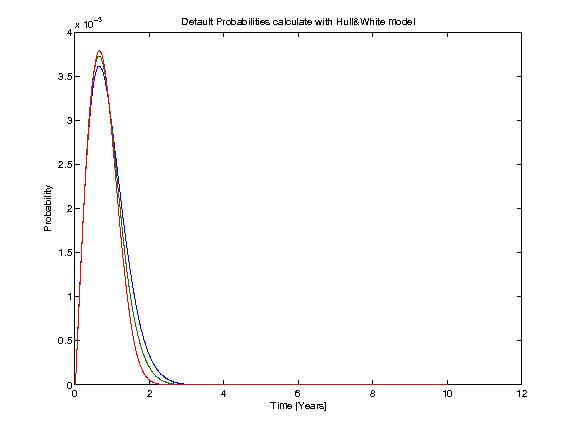 Default Probabilities calculate with Hull&White Model
x 10⁻³
4
3.5
3
2.5
2
1.5
1
0.5
0
Probability
0 2 4 6 8 10 12
Time [Years]